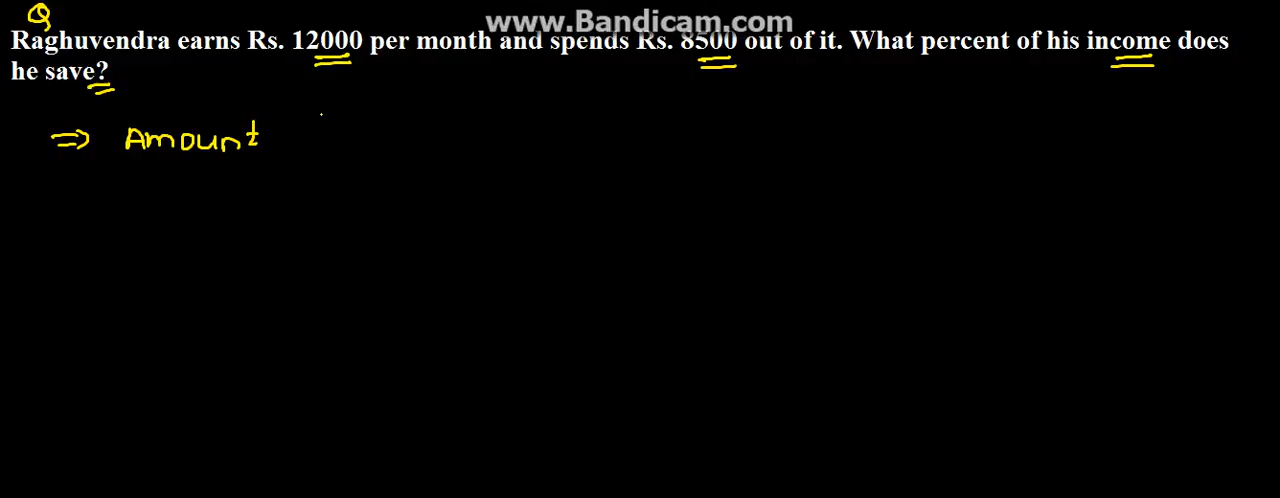 Q
www.Bandicam.com
Raghuvendra earns Rs. 12000 per month and spends Rs. 8500 out of it. What percent of his income does
he save?
⇒ Amount